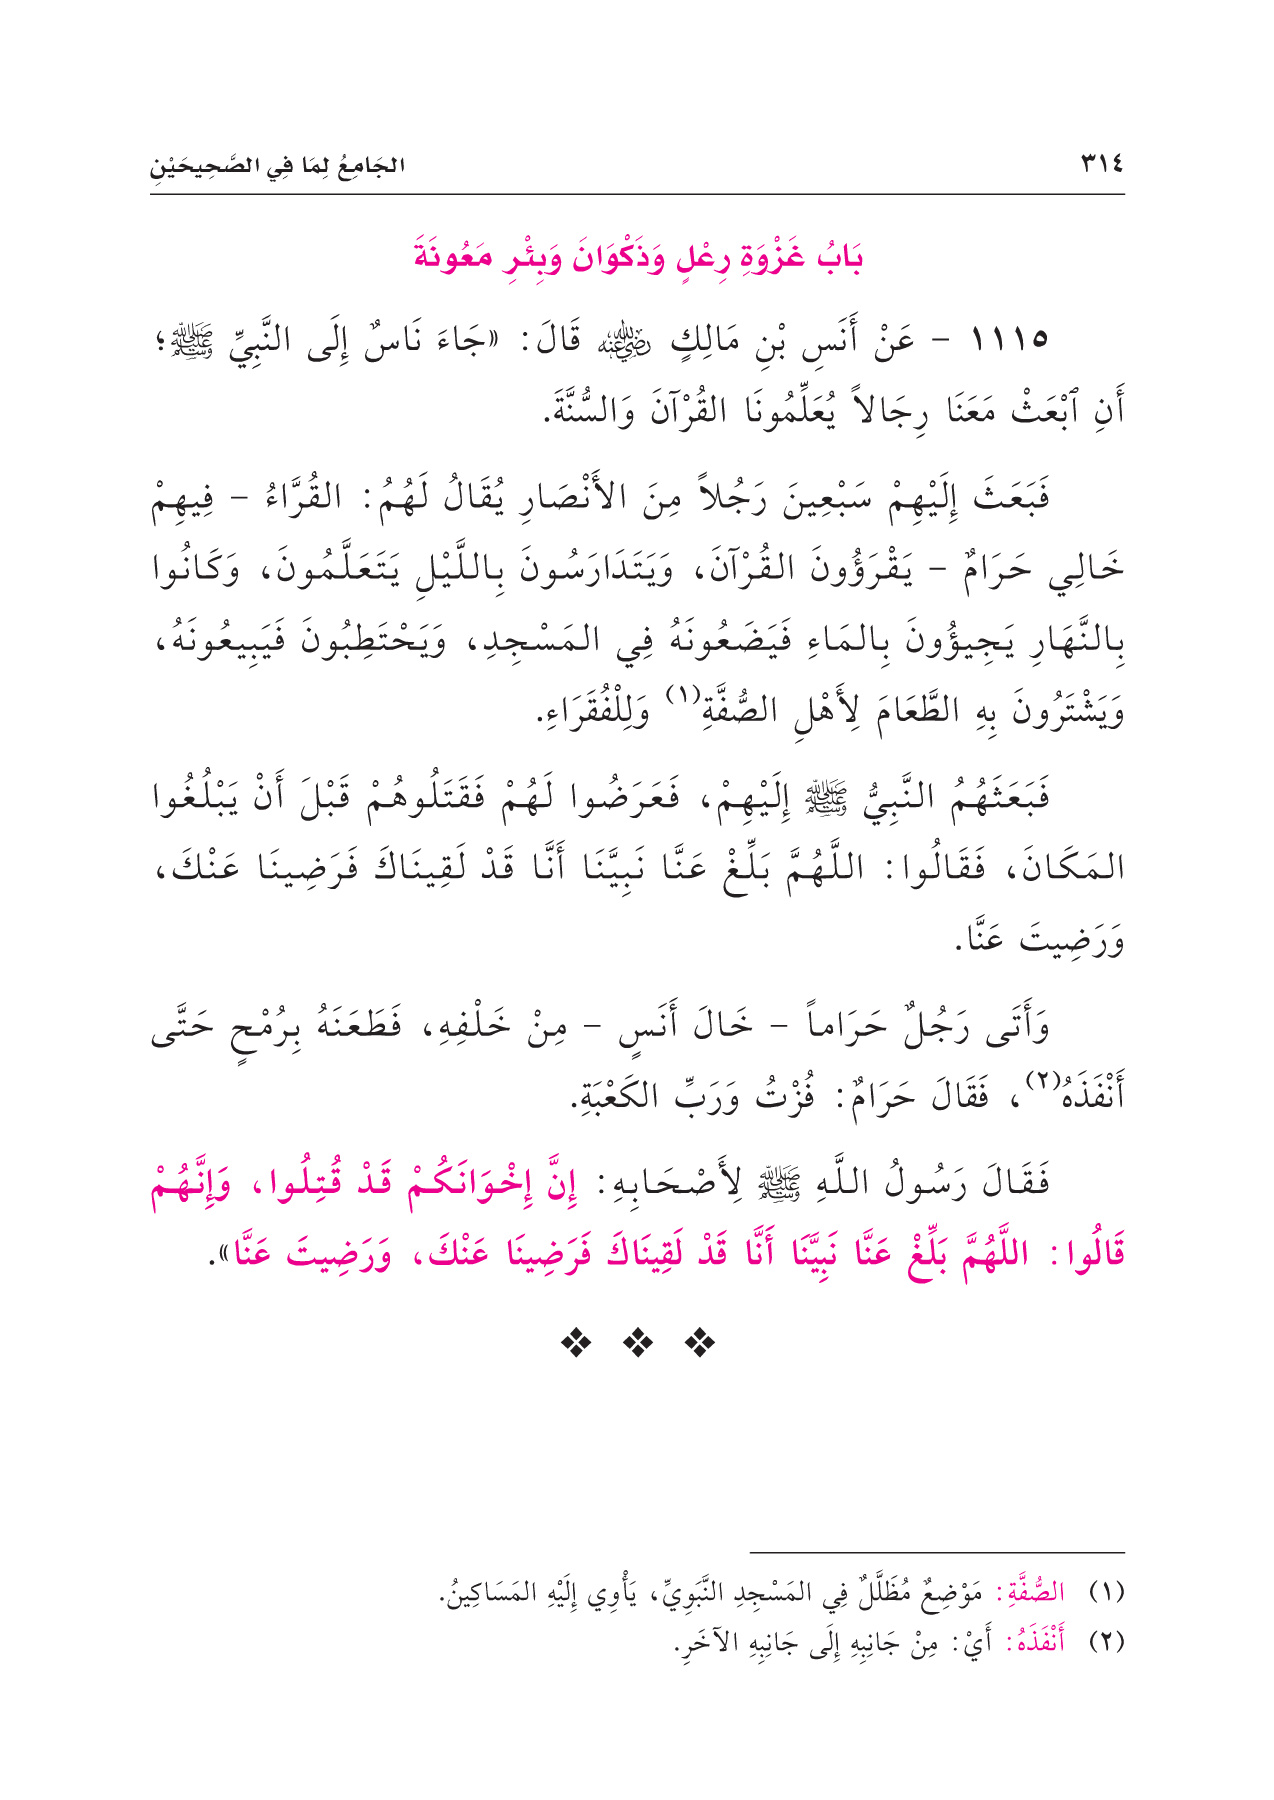 ٣١٤
الجَامِعُ لِمَا فِي الصَّحِيحَيْنِ
بَابُ غَزْوَةِ رِعْلٍ وَذَكْوَانَ وَبِئْرِ مَعُونَةَ
١١١٥ - عَنْ أَنَسِ بْنِ مَالِكٍ رضي الله عنه قَالَ: «جَاءَ نَاسٌ إِلَى النَّبِيِّ ﷺ؛
أَنِ ٱبْعَثْ مَعَنَا رِجَالاً يُعَلِّمُونَا القُرْآنَ وَالسُّنَّةَ.
فَبَعَثَ إِلَيْهِمْ سَبْعِينَ رَجُلاً مِنَ الأَنْصَارِ يُقَالُ لَهُمُ: القُرَّاءُ - فِيهِمْ
خَالِي حَرَامٌ - يَقْرَؤُونَ القُرْآنَ، وَيَتَدَارَسُونَ بِاللَّيْلِ يَتَعَلَّمُونَ، وَكَانُوا
بِالنَّهَارِ يَجِيؤُونَ بِالمَاءِ فَيَضَعُونَهُ فِي المَسْجِدِ، وَيَحْتَطِبُونَ فَيَبِيعُونَهُ،
وَيَشْتَرُونَ بِهِ الطَّعَامَ لِأَهْلِ الصُّفَّةِ(١) وَلِلْفُقَرَاءِ.
فَبَعَثَهُمُ النَّبِيُّ ﷺ إِلَيْهِمْ، فَعَرَضُوا لَهُمْ فَقَتَلُوهُمْ قَبْلَ أَنْ يَبْلُغُوا
المَكَانَ، فَقَالُوا: اللَّهُمَّ بَلِّغْ عَنَّا نَبِيَّنَا أَنَّا قَدْ لَقِينَاكَ فَرَضِينَا عَنْكَ،
وَرَضِيتَ عَنَّا.
وَأَتَى رَجُلٌ حَرَاماً - خَالَ أَنَسٍ - مِنْ خَلْفِهِ، فَطَعَنَهُ بِرُمْحٍ حَتَّى
أَنْفَذَهُ(٢)، فَقَالَ حَرَامٌ: فُزْتُ وَرَبِّ الكَعْبَةِ.
فَقَالَ رَسُولُ اللَّهِ ﷺ لِأَصْحَابِهِ: إِنَّ إِخْوَانَكُمْ قَدْ قُتِلُوا، وَإِنَّهُمْ
قَالُوا: اللَّهُمَّ بَلِّغْ عَنَّا نَبِيَّنَا أَنَّا قَدْ لَقِينَاكَ فَرَضِينَا عَنْكَ، وَرَضِيتَ عَنَّا».
(١) الصُّفَّةِ: مَوْضِعٌ مُظَلَّلٌ فِي المَسْجِدِ النَّبَوِيِّ، يَأْوِي إِلَيْهِ المَسَاكِينُ.
(٢) أَنْفَذَهُ: أَيْ: مِنْ جَانِبِهِ إِلَى جَانِبِهِ الآخَرِ.